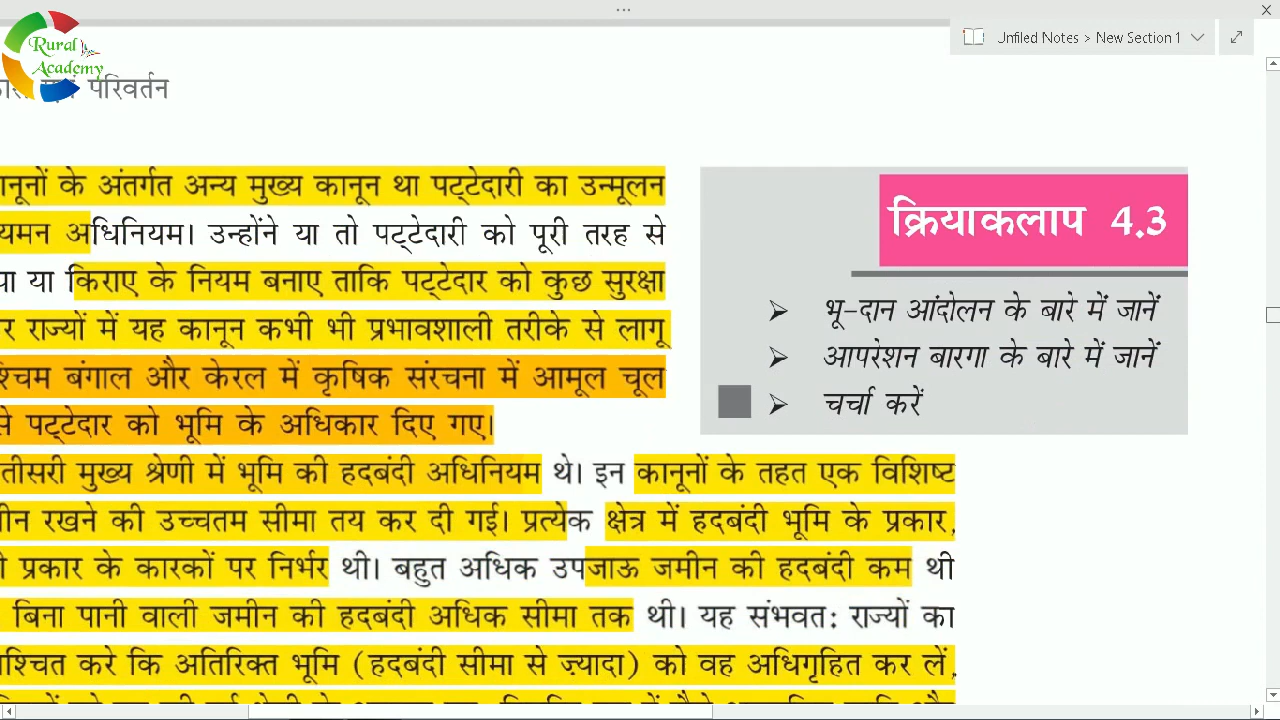 Rural
Academy
Unfiled Notes > New Section 1
एवं परिवर्तन
के अंतर्गत अन्य मुख्य कानून था पट्टेदारी का उन्मूलन
अधिनियम। उन्होंने या तो पट्टेदारी को पूरी तरह से
या किराए के नियम बनाए ताकि पट्टेदार को कुछ सुरक्षा
राज्यों में यह कानून कभी भी प्रभावशाली तरीके से लागू
बंगाल और केरल में कृषिक संरचना में आमूल चूल
पट्टेदार को भूमि के अधिकार दिए गए।
क्रियाकलाप 4.3
➢ भू-दान आंदोलन के बारे में जानें
➢ आपरेशन बारगा के बारे में जानें
➢ चर्चा करें
तीसरी मुख्य श्रेणी में भूमि की हदबंदी अधिनियम थे। इन कानूनों के तहत एक विशिष्ट
रखने की उच्चतम सीमा तय कर दी गई। प्रत्येक क्षेत्र में हदबंदी भूमि के प्रकार,
प्रकार के कारकों पर निर्भर थी। बहुत अधिक उपजाऊ जमीन की हदबंदी कम थी
बिना पानी वाली जमीन की हदबंदी अधिक सीमा तक थी। यह संभवत: राज्यों का
करे कि अतिरिक्त भूमि (हदबंदी सीमा से ज़्यादा) को वह अधिगृहित कर लें,